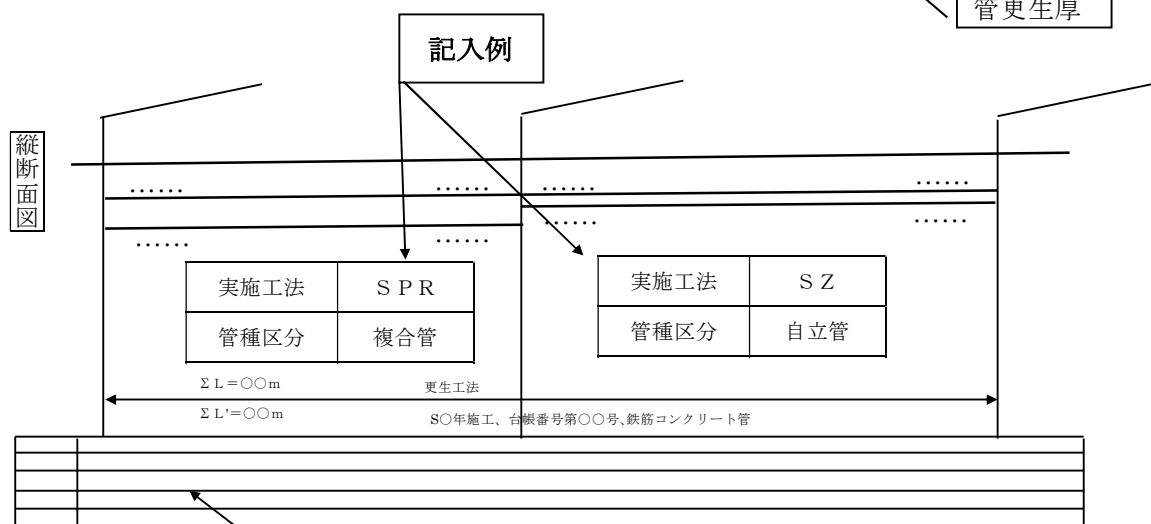 管更生厚
記入例
縦断面図
…… …… …… ……
…… …… …… ……
実施工法 ＳＰＲ
管種区分 複合管
実施工法 ＳＺ
管種区分 自立管
ΣL＝○○m
更生工法
ΣL'＝○○m
S○年施工、台帳番号第○○号、鉄筋コンクリート管